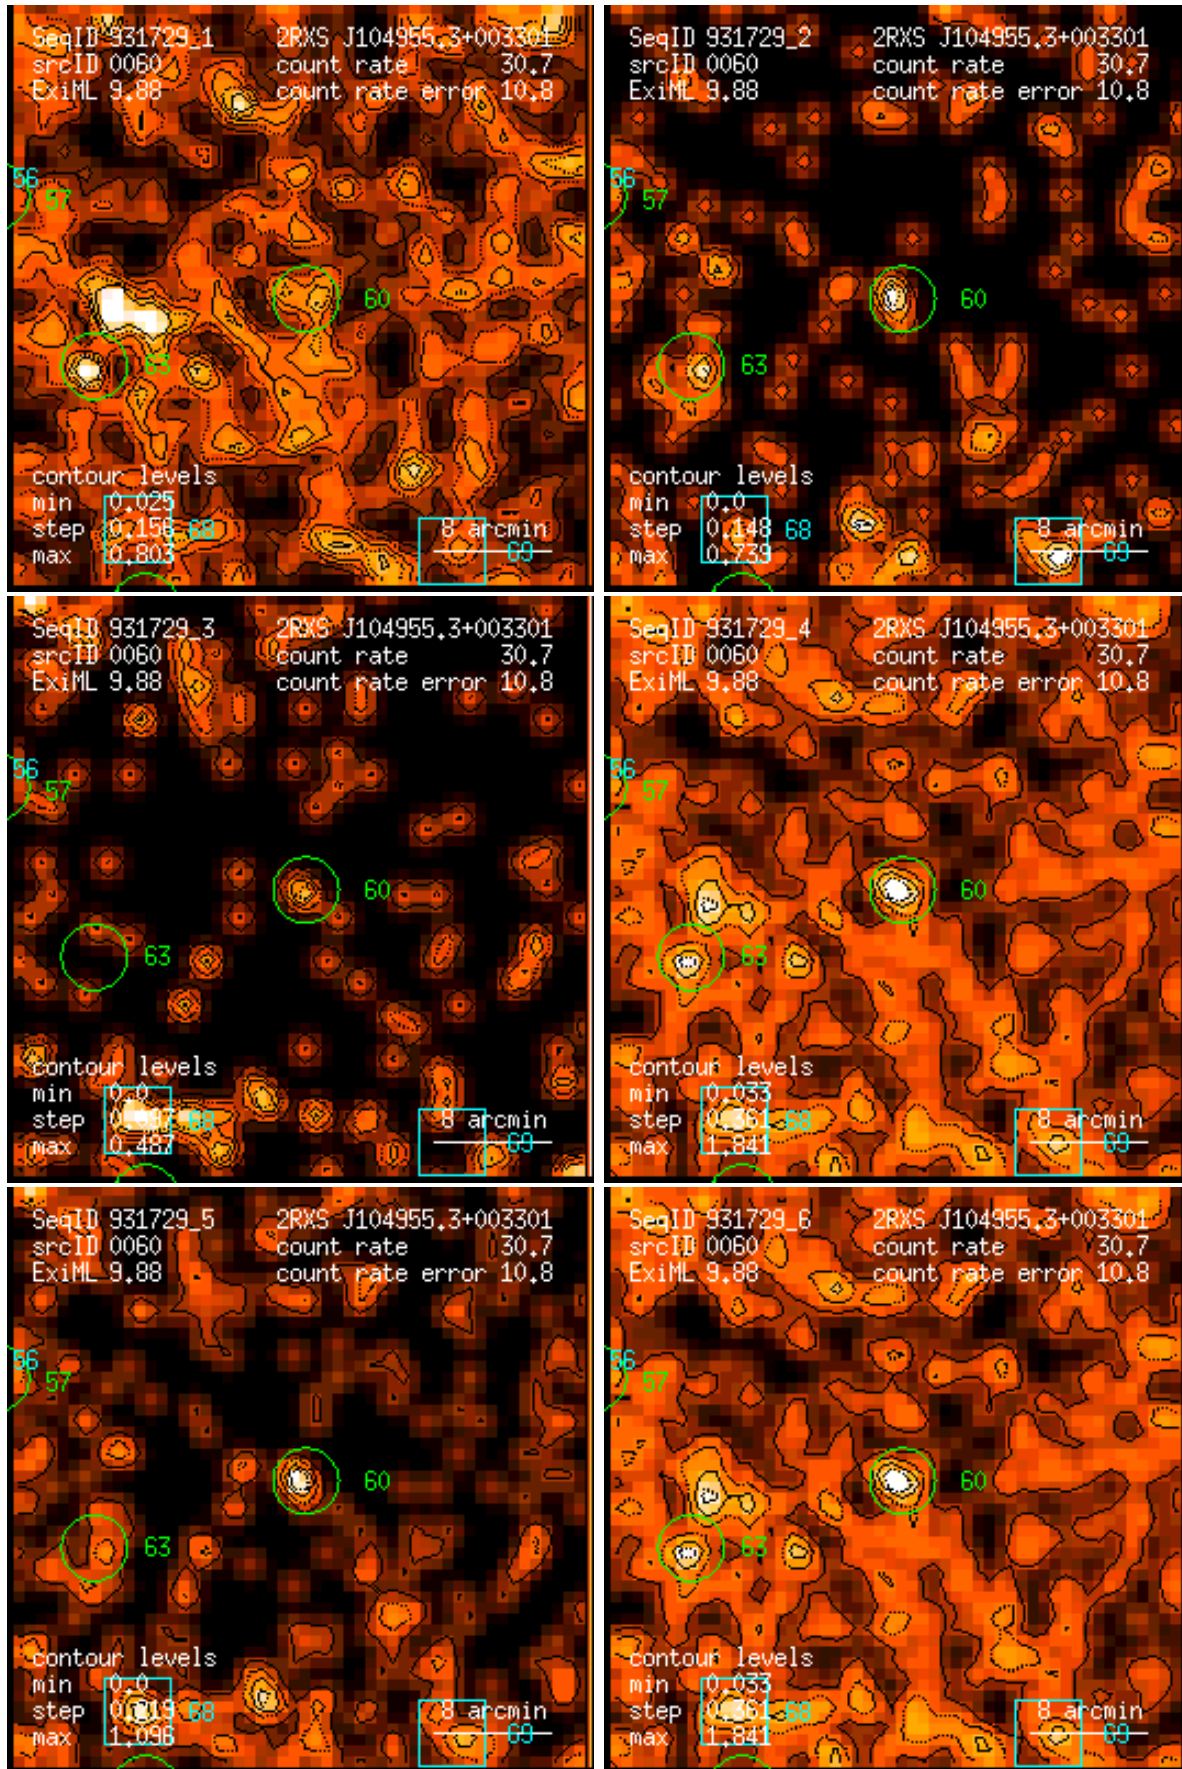 SeqID 931729_1 2RXS J104955.3+003301
srcID 0060 count rate 30.7
ExiML 9.88 count rate error 10.8
56
57
60
63
contour levels
min 0.025
step 0.156 68 8 arcmin
max 0.803 69
SeqID 931729_2 2RXS J104955.3+003301
srcID 0060 count rate 30.7
ExiML 9.88 count rate error 10.8
56
57
60
63
contour levels
min 0.0
step 0.148 68 8 arcmin
max 0.739 69
SeqID 931729_3 2RXS J104955.3+003301
srcID 0060 count rate 30.7
ExiML 9.88 count rate error 10.8
56
57
60
63
contour levels
min 0.0
step 68 8 arcmin
max 0.487 69
SeqID 931729_4 2RXS J104955.3+003301
srcID 0060 count rate 30.7
ExiML 9.88 count rate error 10.8
56
57
60
63
contour levels
min 0.033
step 0.361 68 8 arcmin
max 1.841 69
SeqID 931729_5 2RXS J104955.3+003301
srcID 0060 count rate 30.7
ExiML 9.88 count rate error 10.8
56
57
60
63
contour levels
min 0.0
step 0.219 68 8 arcmin
max 1.096 69
SeqID 931729_6 2RXS J104955.3+003301
srcID 0060 count rate 30.7
ExiML 9.88 count rate error 10.8
56
57
60
63
contour levels
min 0.033
step 0.361 68 8 arcmin
max 1.841 69